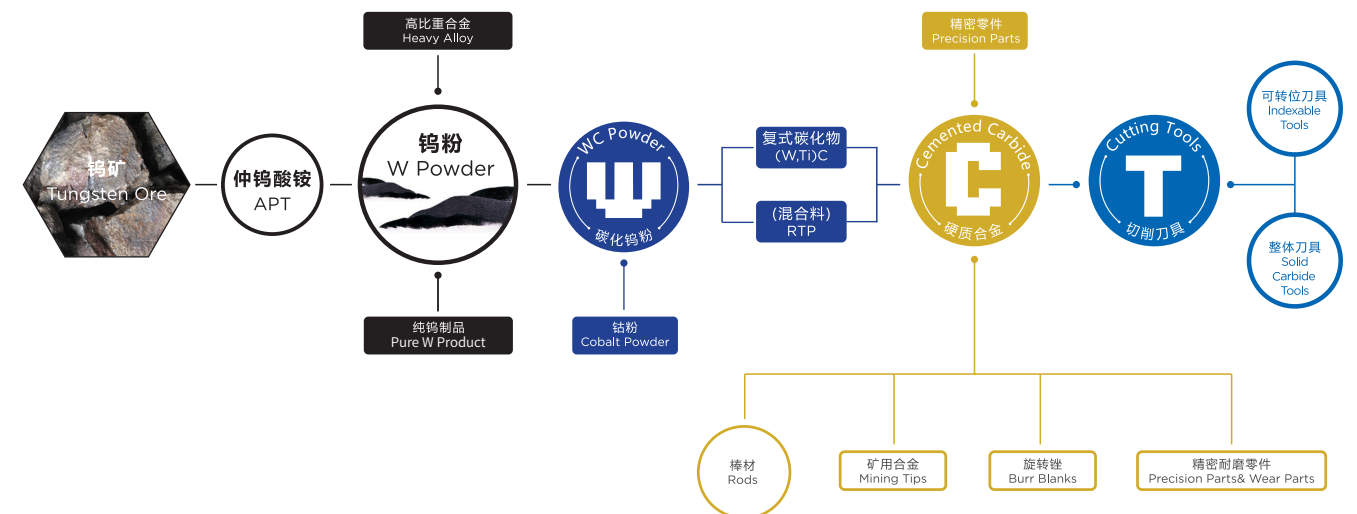 高比重合金
Heavy Alloy
精密零件
Precision Parts
钨矿
Tungsten Ore
仲钨酸铵
APT
钨粉
W Powder
纯钨制品
Pure W Product
WC Powder
W
碳化钨粉
钴粉
Cobalt Powder
复式碳化物
(W,Ti)C
(混合料)
RTP
Cemented Carbide
C
硬质合金
Cutting Tools
T
切削刀具
可转位刀具
Indexable
Tools
整体刀具
Solid
Carbide
Tools
棒材
Rods
矿用合金
Mining Tips
旋转锉
Burr Blanks
精密耐磨零件
Precision Parts& Wear Parts